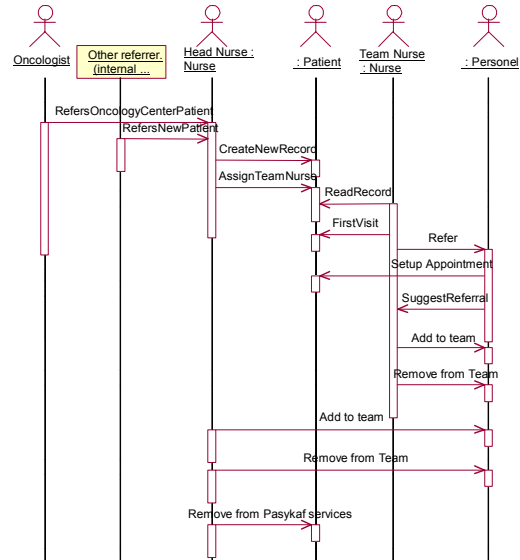 Oncologist
Other referrer.
(internal ...
Head Nurse :
Nurse
: Patient
Team Nurse
: Nurse
: Personel
RefersOncologyCenterPatient
RefersNewPatient
CreateNewRecord
AssignTeamNurse
ReadRecord
FirstVisit
Refer
Setup Appointment
SuggestReferral
Add to team
Remove from Team
Add to team
Remove from Team
Remove from Pasykaf services